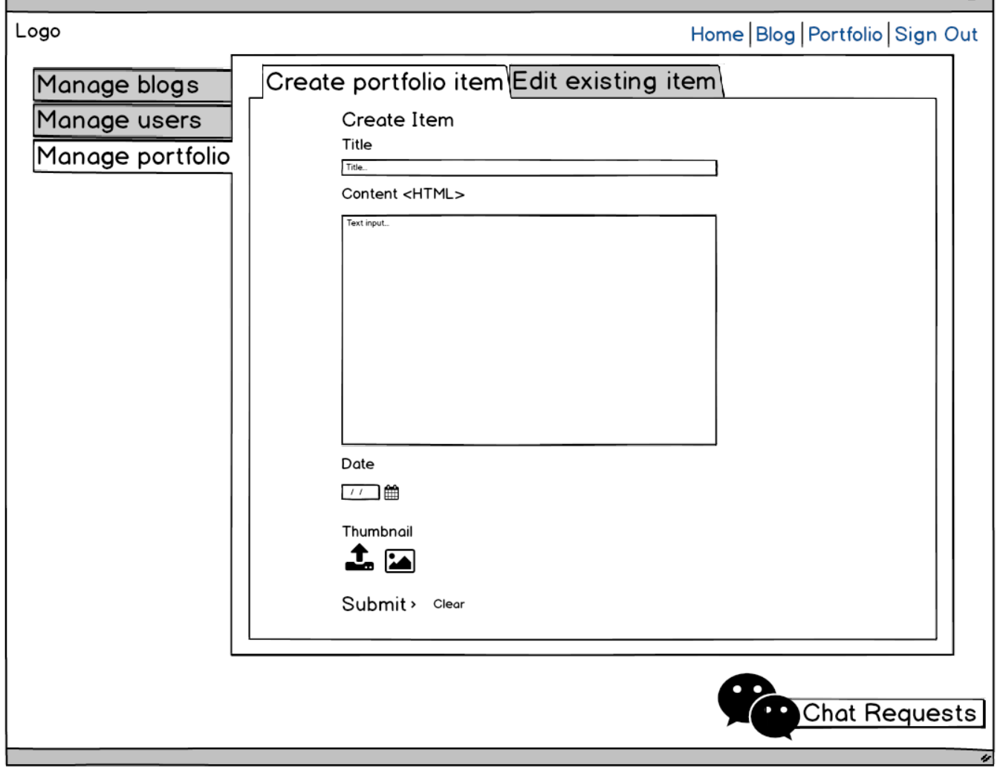 Logo
Home|Blog|Portfolio|Sign Out
Manage blogs
Manage users
Manage portfolio
Create portfolio item
Edit existing item
Create Item
Title
Title...
Content <HTML>
Text input...
Date
/ /
Thumbnail
Submit›
Clear
Chat Requests